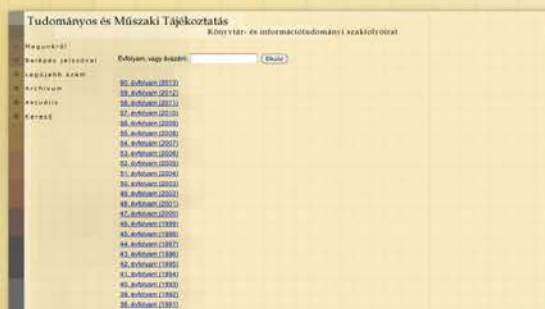 Tudományos és Műszaki Tájékoztatás
Könyvtár- és információtudományi szakfolyóirat
Magunkról
Belépés jelszóval
Legújabb szám
Archívum
Aktuális
Kereső
Évfolyam, vagy évszám:
60. évfolyam (2013)
59. évfolyam (2012)
58. évfolyam (2011)
57. évfolyam (2010)
56. évfolyam (2009)
55. évfolyam (2008)
54. évfolyam (2007)
53. évfolyam (2006)
52. évfolyam (2005)
51. évfolyam (2004)
50. évfolyam (2003)
49. évfolyam (2002)
48. évfolyam (2001)
47. évfolyam (2000)
46. évfolyam (1999)
45. évfolyam (1998)
44. évfolyam (1997)
43. évfolyam (1996)
42. évfolyam (1995)
41. évfolyam (1994)
40. évfolyam (1993)
39. évfolyam (1992)
38. évfolyam (1991)